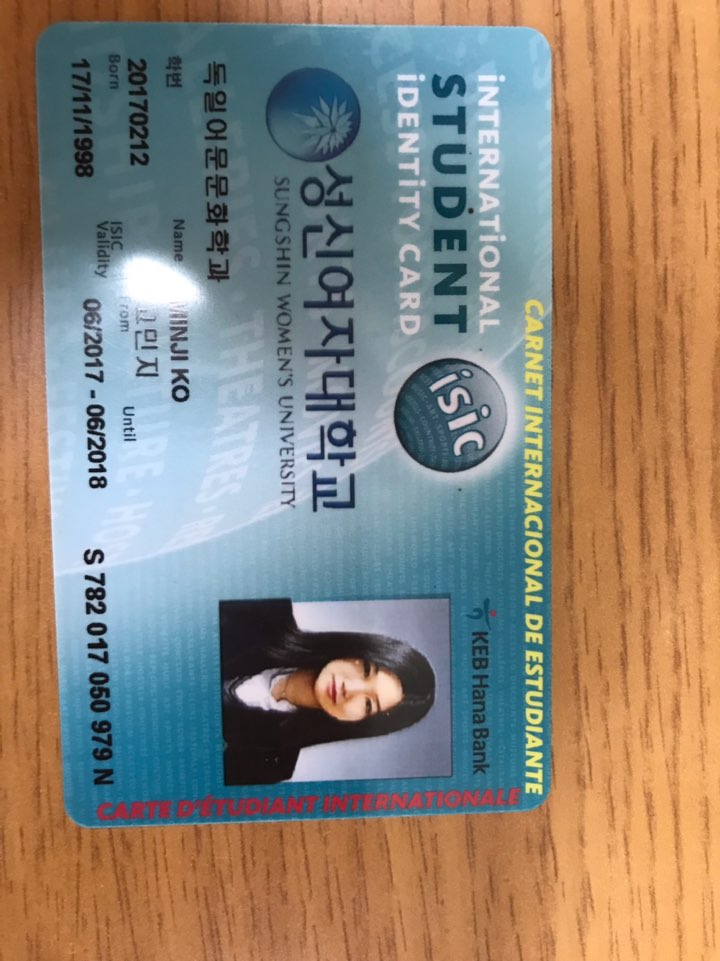 CARNET INTERNACIONAL DE ESTUDIANTE
iNTERNATiONAL
STUDENT
iDENTiTY CARD
isic
KEB Hana Bank
성신여자대학교
SUNGSHIN WOMEN'S UNIVERSITY
독일어문문화학과
학번
Name MINJI KO
20170212
민지
Born
ISIC From Until
Validity
17/11/1998 06/2017 - 06/2018 S 782 017 050 979 N
CARTE D'ÉTUDiANT INTERNATIONALE